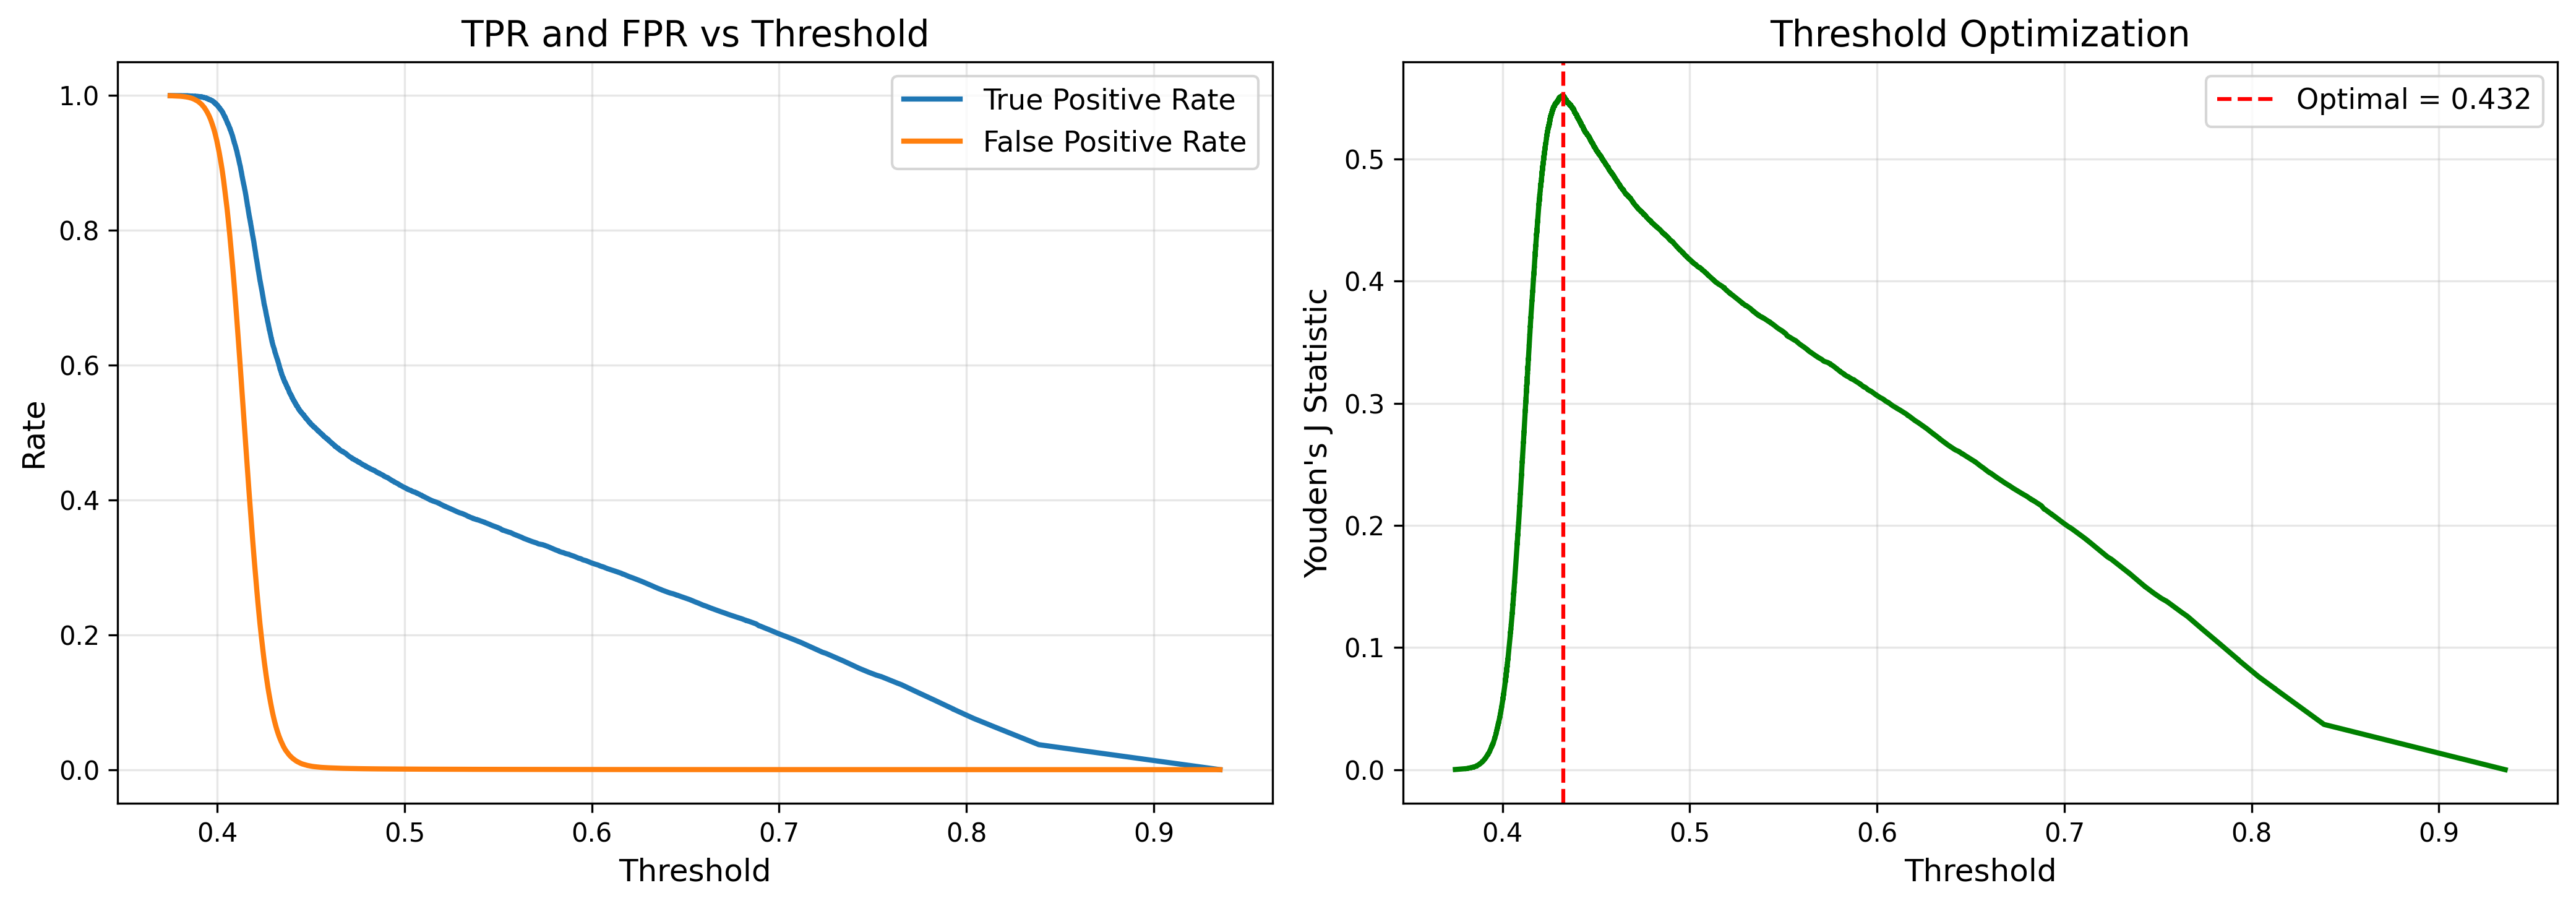 TPR and FPR vs Threshold
True Positive Rate
False Positive Rate
Rate
1.0
0.8
0.6
0.4
0.2
0.0
0.4 0.5 0.6 0.7 0.8 0.9
Threshold
Threshold Optimization
Optimal = 0.432
Youden's J Statistic
0.5
0.4
0.3
0.2
0.1
0.0
0.4 0.5 0.6 0.7 0.8 0.9
Threshold